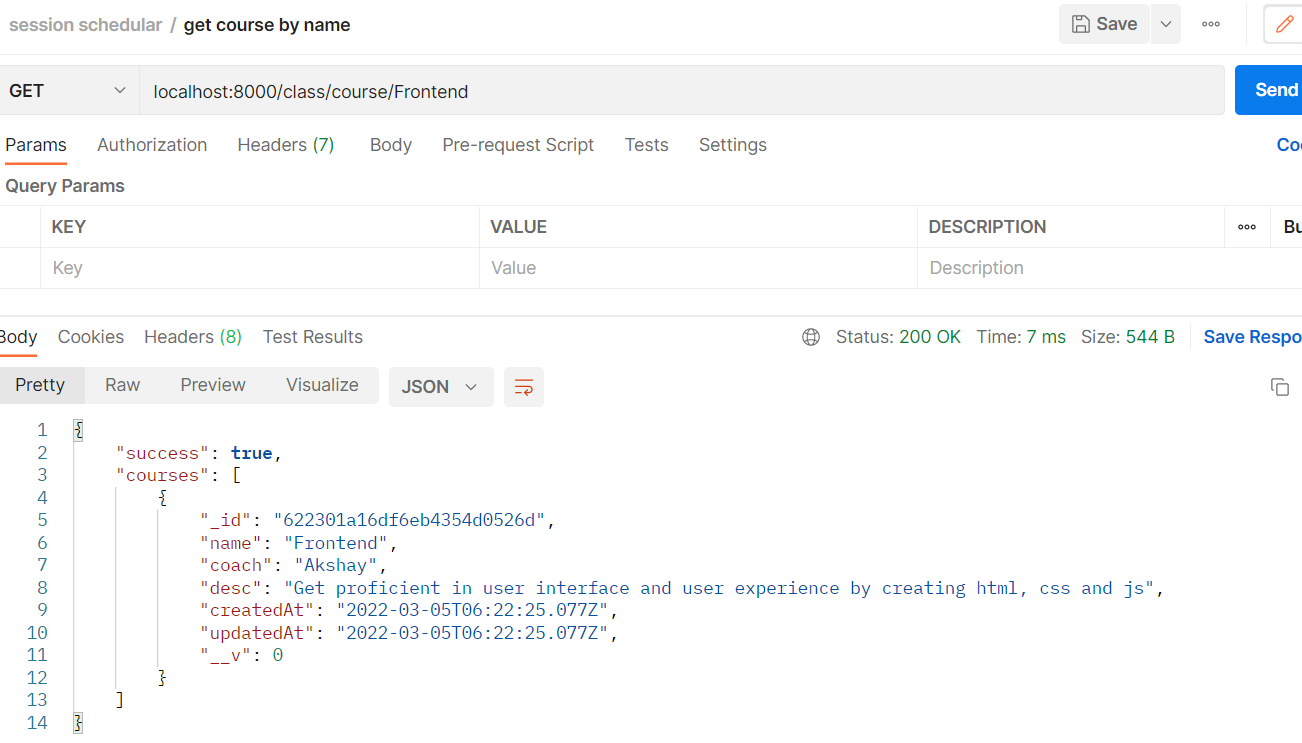 session schedular / get course by name
Save
GET
localhost:8000/class/course/Frontend
Send
Params Authorization Headers (7) Body Pre-request Script Tests Settings
Query Params
KEY VALUE DESCRIPTION
Key Value Description
Body Cookies Headers (8) Test Results Status: 200 OK Time: 7 ms Size: 544 B Save Respo
Pretty Raw Preview Visualize JSON
1 {
2 "success": true,
3 "courses": [
4 {
5 "_id": "622301a16df6eb4354d0526d",
6 "name": "Frontend",
7 "coach": "Akshay",
8 "desc": "Get proficient in user interface and user experience by creating html, css and js",
9 "createdAt": "2022-03-05T06:22:25.077Z",
10 "updatedAt": "2022-03-05T06:22:25.077Z",
11 "__v": 0
12 }
13 ]
14 }